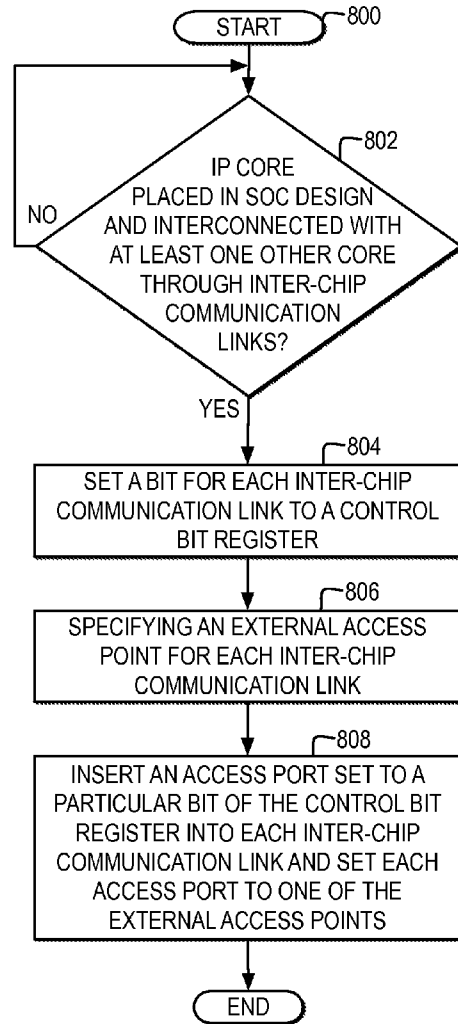 START
800
802
IP CORE
PLACED IN SOC DESIGN
AND INTERCONNECTED WITH
AT LEAST ONE OTHER CORE
THROUGH INTER-CHIP
COMMUNICATION
LINKS?
NO
YES
804
SET A BIT FOR EACH INTER-CHIP
COMMUNICATION LINK TO A CONTROL
BIT REGISTER
806
SPECIFYING AN EXTERNAL ACCESS
POINT FOR EACH INTER-CHIP
COMMUNICATION LINK
808
INSERT AN ACCESS PORT SET TO A
PARTICULAR BIT OF THE CONTROL BIT
REGISTER INTO EACH INTER-CHIP
COMMUNICATION LINK AND SET EACH
ACCESS PORT TO ONE OF THE
EXTERNAL ACCESS POINTS
END